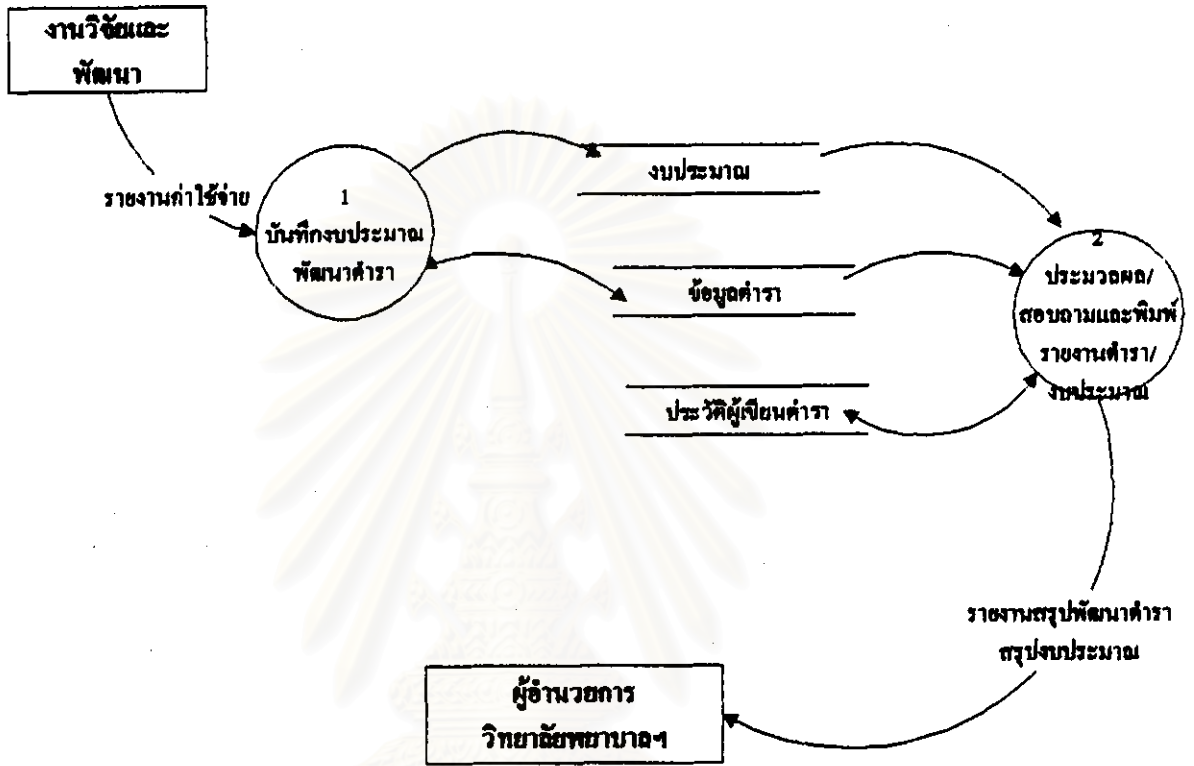 งานวิจัยและ
พัฒนา
รายงานค่าใช้จ่าย
1
บันทึกงบประมาณ
พัฒนาตำรา
งบประมาณ
ข้อมูลตำรา
ประวัติผู้เขียนตำรา
2
ประมวลผล/
สอบถามและพิมพ์
รายงานตำรา/
งบประมาณ
รายงานสรุปพัฒนาตำรา
สรุปงบประมาณ
ผู้อำนวยการ
วิทยาลัยพยาบาลฯ